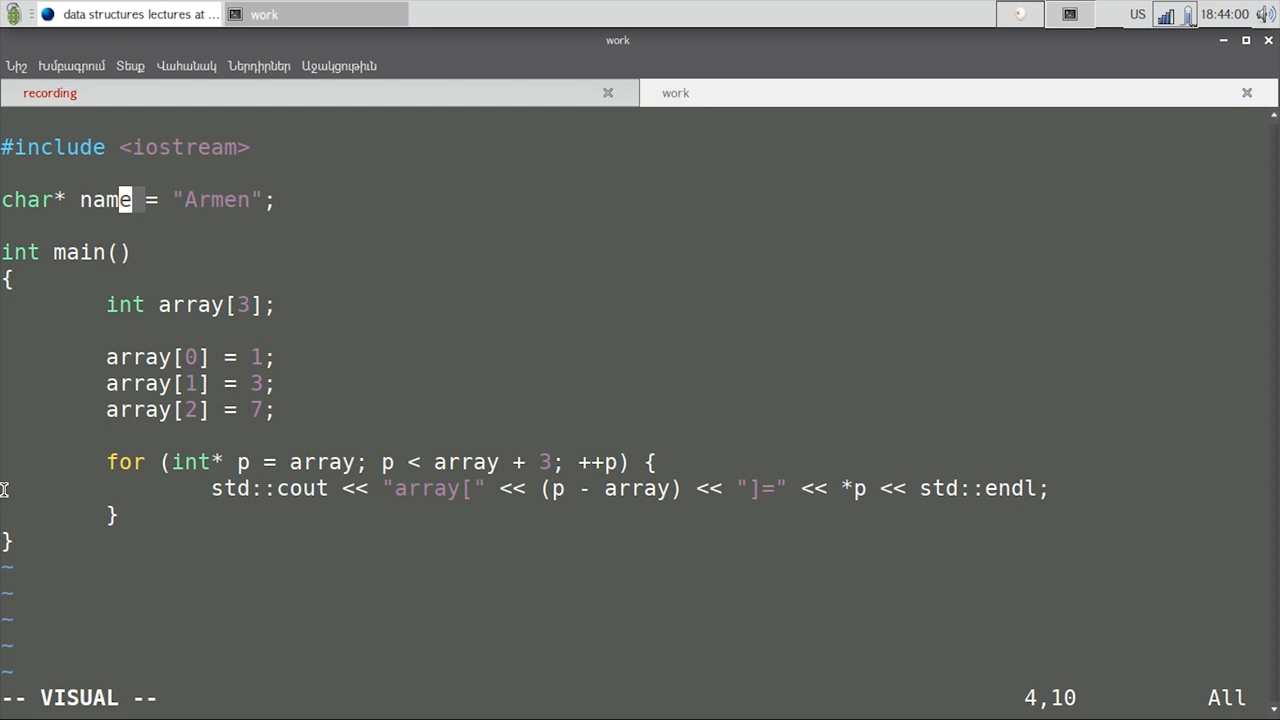 data structures lectures at ... work US 18:44:00
work
Նիշ Խմբագրում Տեսք Վահանակ Ներդիրներ Աջակցութիւն
recording work
#include <iostream>
char* name = "Armen";
int main()
{
int array[3];
array[0] = 1;
array[1] = 3;
array[2] = 7;
for (int* p = array; p < array + 3; ++p) {
std::cout << "array[" << (p - array) << "]=" << *p << std::endl;
}
}
~
~
~
~
~
-- VISUAL -- 4,10 All